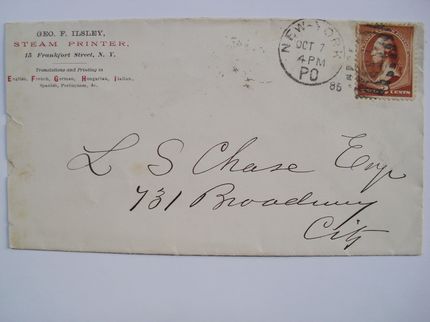 GEO. F. ILSLEY,
STEAM PRINTER,
15 Frankfort Street, N. Y.
Translations and Printing in
English, French, German, Hungarian, Italian,
Spanish, Portuguese, &c.
NEW-YORK
OCT 7
4 PM
PO
86
CENTS
L S Chase Esq
731 Broadway
City